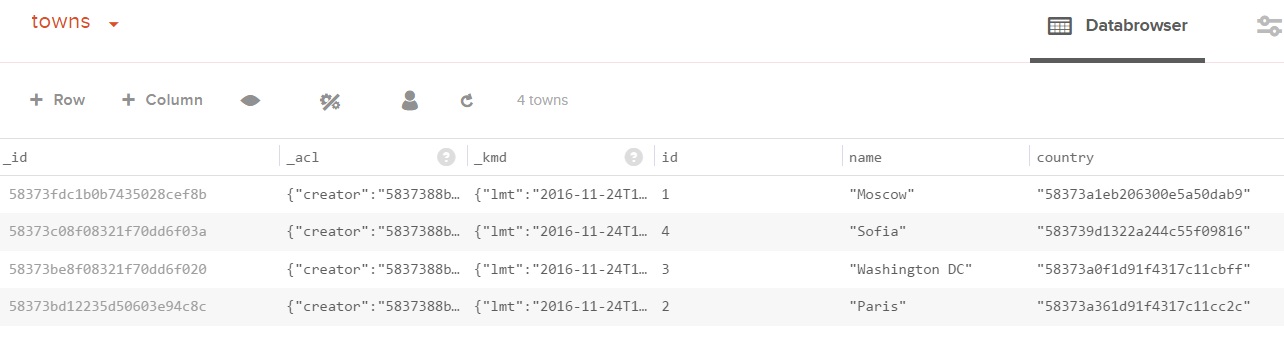 towns
Databrowser
+ Row + Column 4 towns
_id _acl ? _kmd ? id name country
58373fdc1b0b7435028cef8b {"creator":"5837388b… {"lmt":"2016-11-24T1… 1 "Moscow" "58373a1eb206300e5a50dab9"
58373c08f08321f70dd6f03a {"creator":"5837388b… {"lmt":"2016-11-24T1… 4 "Sofia" "583739d1322a244c55f09816"
58373be8f08321f70dd6f020 {"creator":"5837388b… {"lmt":"2016-11-24T1… 3 "Washington DC" "58373a0f1d91f4317c11cbff"
58373bd12235d50603e94c8c {"creator":"5837388b… {"lmt":"2016-11-24T1… 2 "Paris" "58373a361d91f4317c11cc2c"